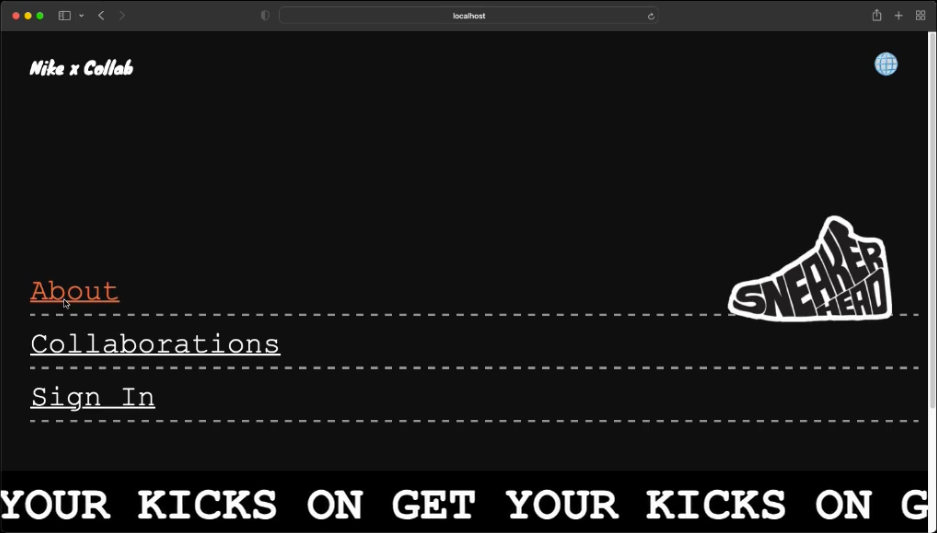 localhost
Nike x Collab
SNEAKER
HEAD
About
Collaborations
Sign In
YOUR KICKS ON GET YOUR KICKS ON G